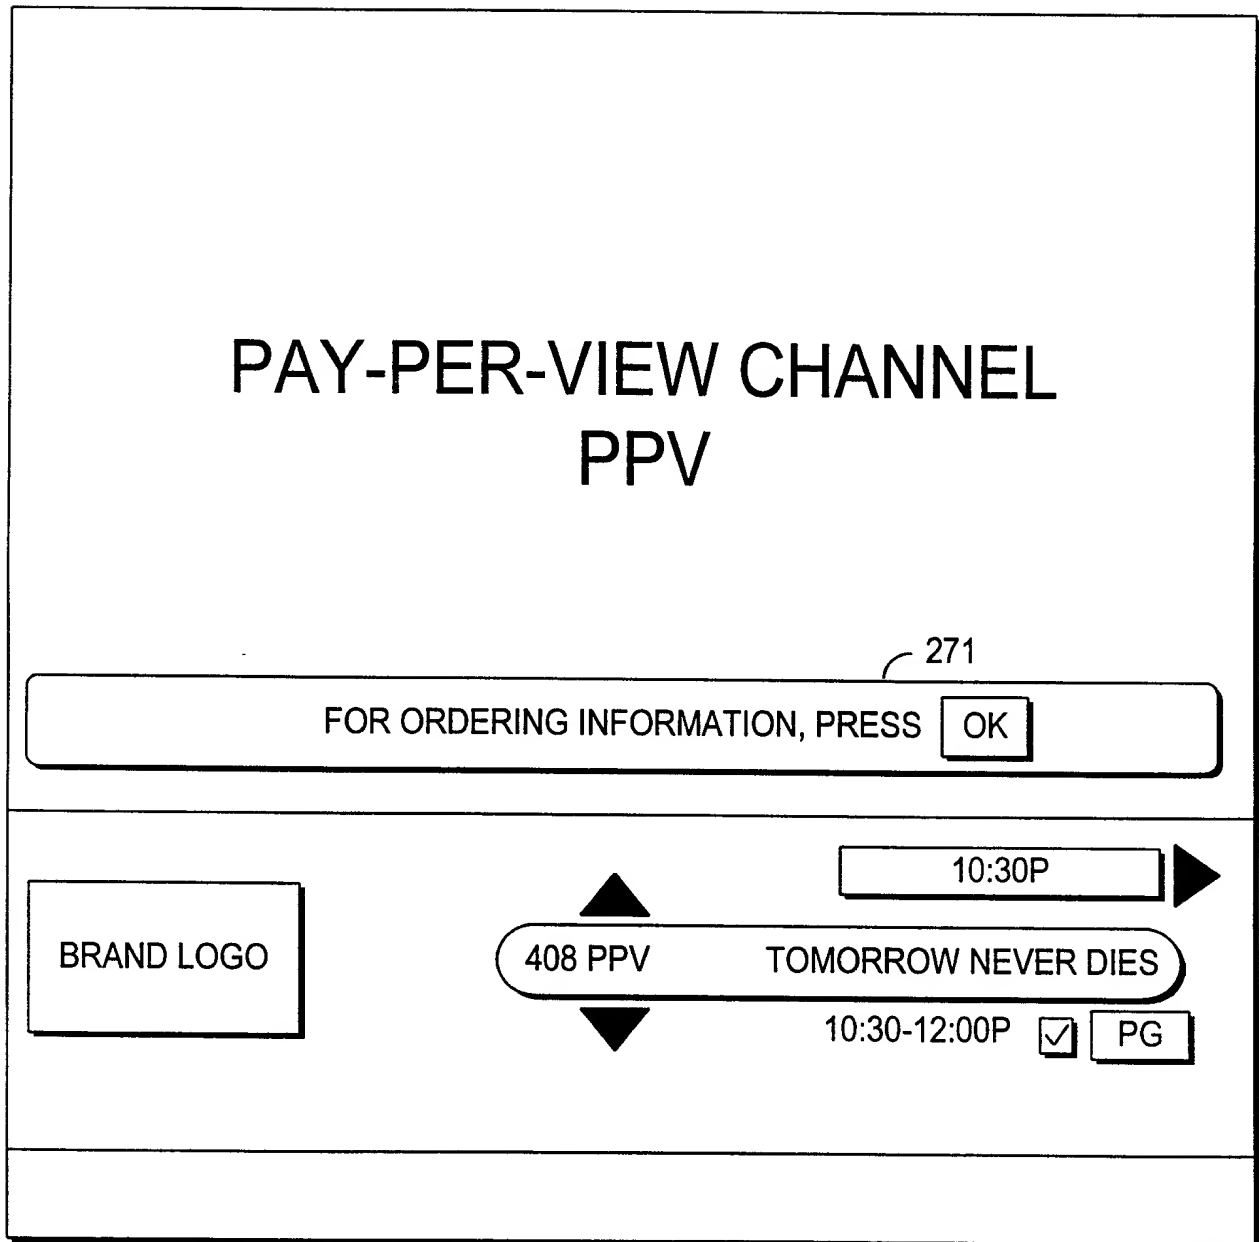 PAY-PER-VIEW CHANNEL
PPV
271
FOR ORDERING INFORMATION, PRESS OK
10:30P
BRAND LOGO
408 PPV TOMORROW NEVER DIES
10:30-12:00P PG